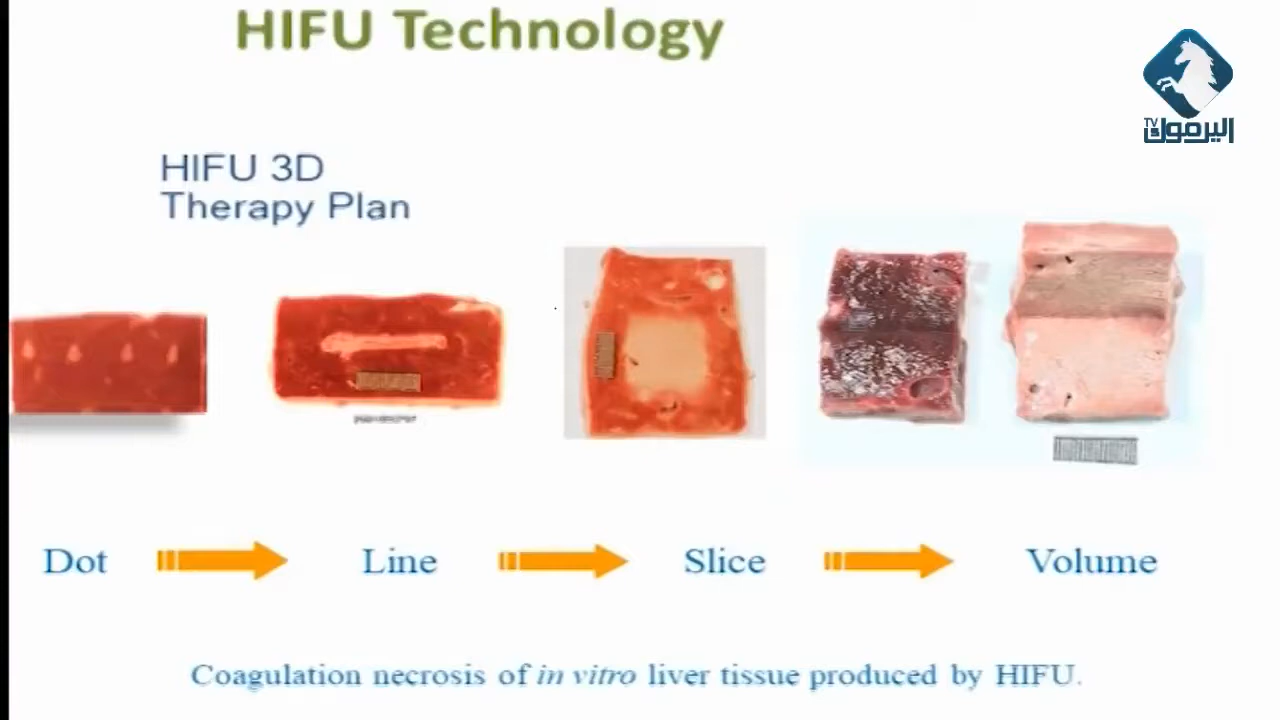 HIFU Technology
اليرموك
TV
HIFU 3D
Therapy Plan
Dot
Line
Slice
Volume
Coagulation necrosis of in vitro liver tissue produced by HIFU.